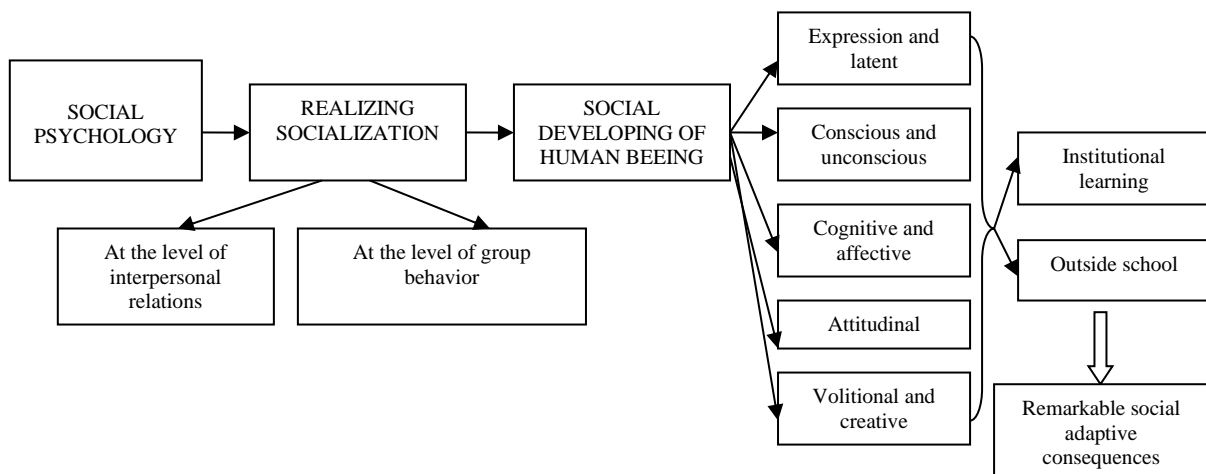 SOCIAL
PSYCHOLOGY
REALIZING
SOCIALIZATION
At the level of
interpersonal
relations
At the level of group
behavior
SOCIAL
DEVELOPING OF
HUMAN BEEING
Expression and
latent
Conscious and
unconscious
Cognitive and
affective
Attitudinal
Volitional and
creative
Institutional
learning
Outside school
Remarkable social
adaptive
consequences